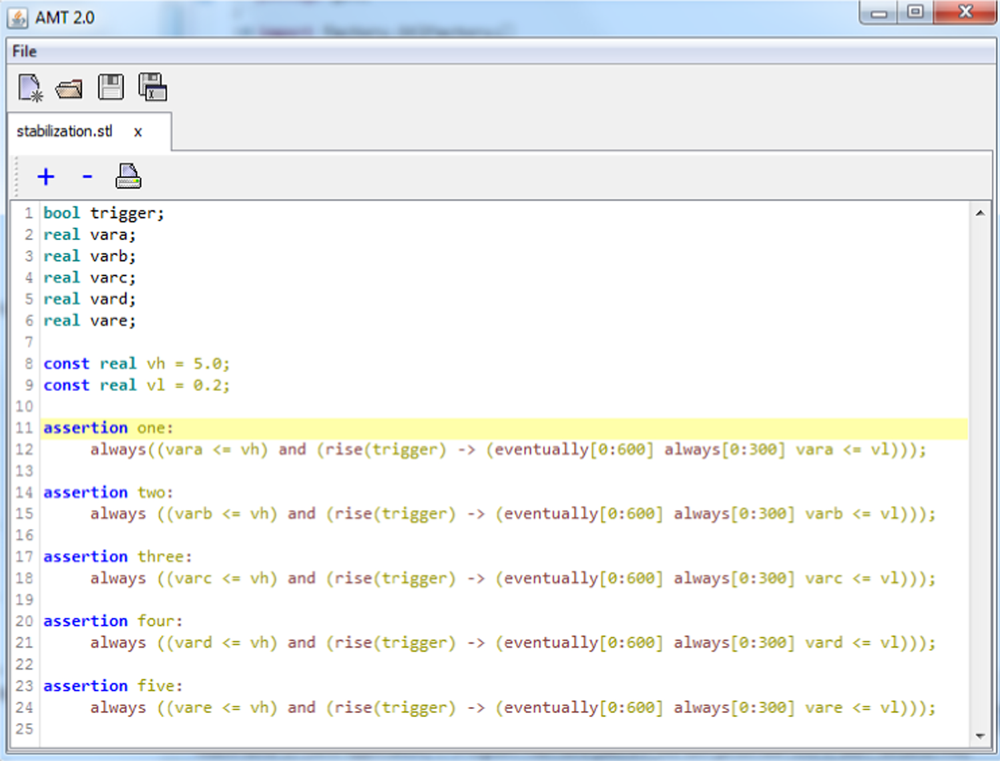 AMT 2.0
File
stabilization.stl x
+ -
1 bool trigger;
2 real vara;
3 real varb;
4 real varc;
5 real vard;
6 real vare;
7
8 const real vh = 5.0;
9 const real vl = 0.2;
10
11 assertion one:
12 always((vara <= vh) and (rise(trigger) -> (eventually[0:600] always[0:300] vara <= vl)));
13
14 assertion two:
15 always ((varb <= vh) and (rise(trigger) -> (eventually[0:600] always[0:300] varb <= vl)));
16
17 assertion three:
18 always ((varc <= vh) and (rise(trigger) -> (eventually[0:600] always[0:300] varc <= vl)));
19
20 assertion four:
21 always ((vard <= vh) and (rise(trigger) -> (eventually[0:600] always[0:300] vard <= vl)));
22
23 assertion five:
24 always ((vare <= vh) and (rise(trigger) -> (eventually[0:600] always[0:300] vare <= vl)));
25